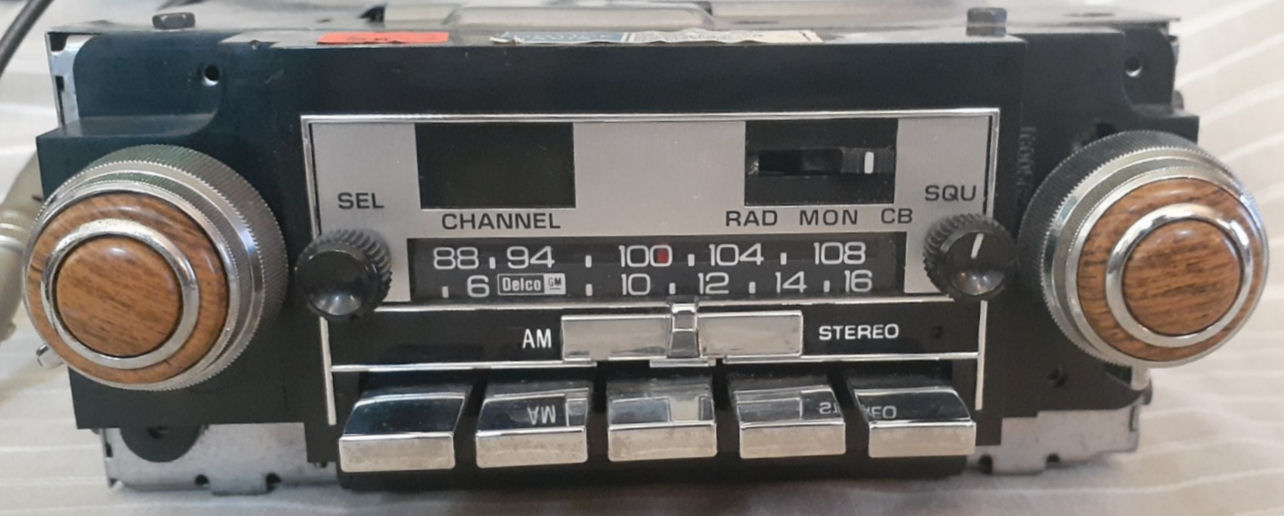 SEL
CHANNEL
RAD MON CB
SQU
88 94 100 104 108
6 Delco GM 10 12 14 16
AM
STEREO